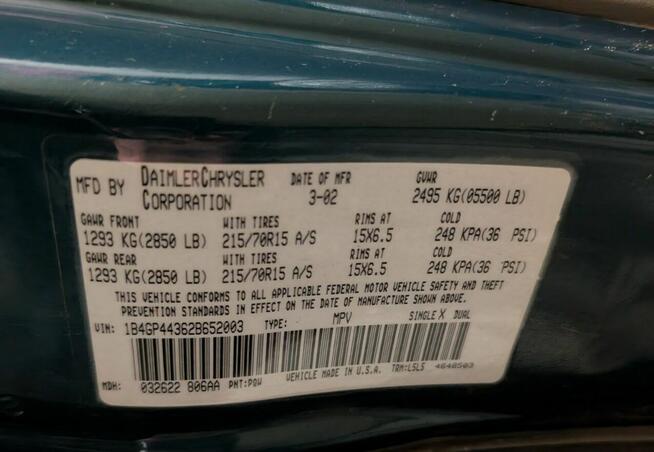 MFD BY DAIMLERCHRYSLER CORPORATION DATE OF MFR 3-02 GVWR 2495 KG(05500 LB)
GAWR FRONT WITH TIRES RIMS AT COLD
1293 KG(2850 LB) 215/70R15 A/S 15X6.5 248 KPA(36 PSI)
GAWR REAR WITH TIRES RIMS AT COLD
1293 KG(2850 LB) 215/70R15 A/S 15X6.5 248 KPA(36 PSI)
THIS VEHICLE CONFORMS TO ALL APPLICABLE FEDERAL MOTOR VEHICLE SAFETY AND THEFT
PREVENTION STANDARDS IN EFFECT ON THE DATE OF MANUFACTURE SHOWN ABOVE.
VIN: 1B4GP44362B652003 TYPE: MPV SINGLE X DUAL
MDH: 032622 806AA PNT:PQW VEHICLE MADE IN U.S.A. TRM:L5L5 4648503